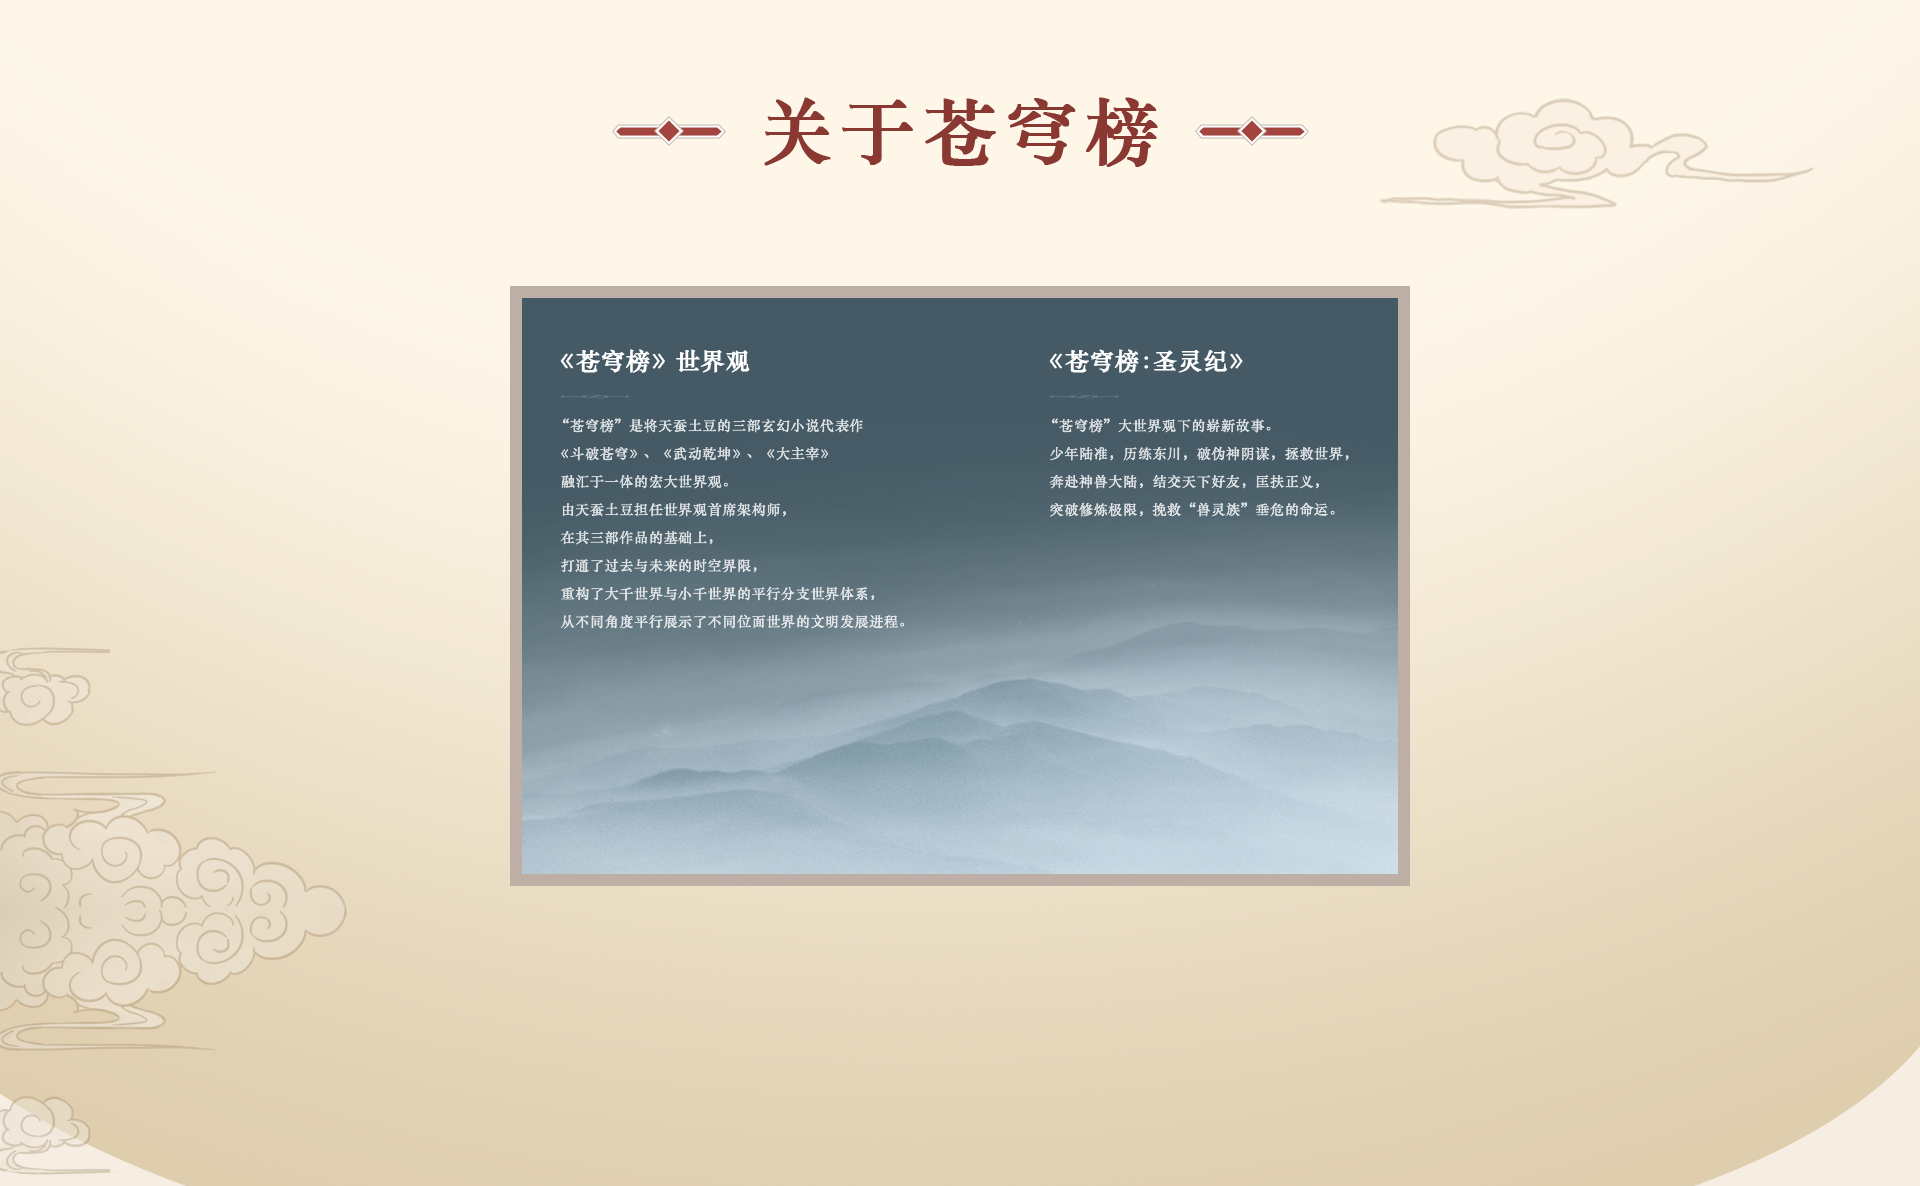 关于苍穹榜
《苍穹榜》世界观
“苍穹榜”是将天蚕土豆的三部玄幻小说代表作
《斗破苍穹》、《武动乾坤》、《大主宰》
融汇于一体的宏大世界观。
由天蚕土豆担任世界观首席架构师，
在其三部作品的基础上，
打通了过去与未来的时空界限，
重构了大千世界与小千世界的平行分支世界体系，
从不同角度平行展示了不同位面世界的文明发展进程。
《苍穹榜:圣灵纪》
“苍穹榜”大世界观下的崭新故事。
少年陆准，历练东川，破伪神阴谋，拯救世界，
奔赴神兽大陆，结交天下好友，匡扶正义，
突破修炼极限，挽救“兽灵族”垂危的命运。